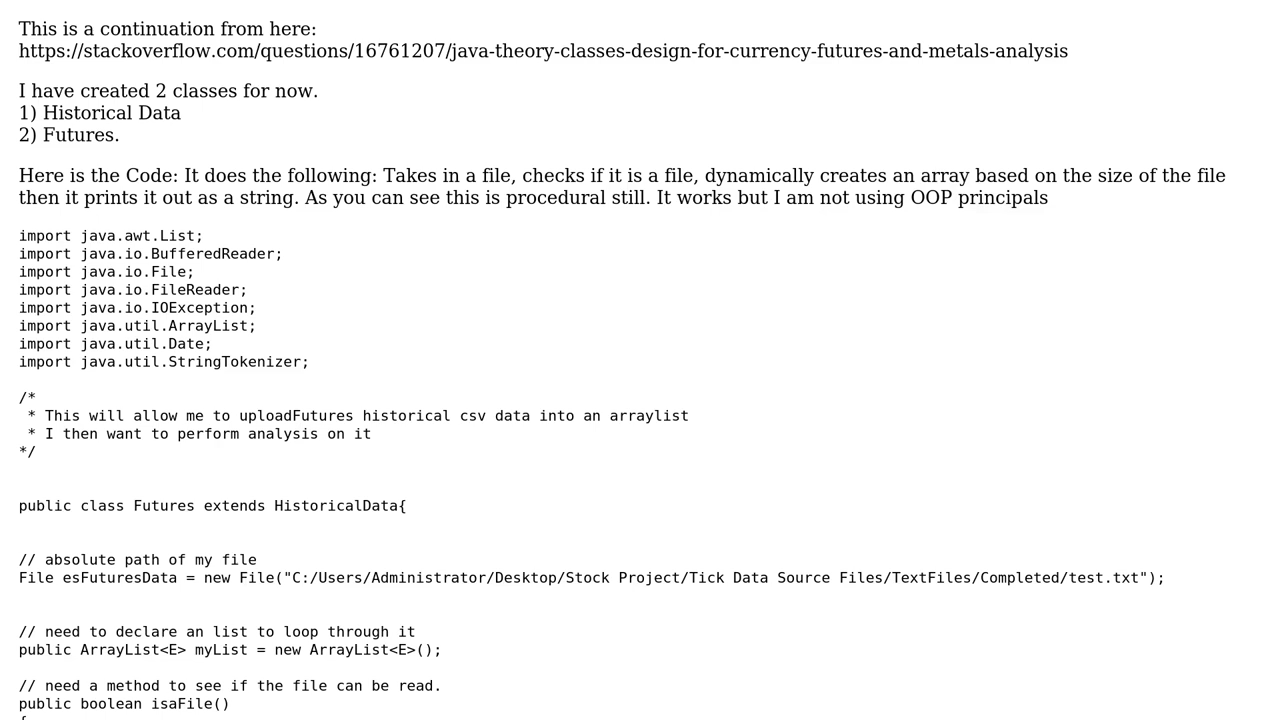 This is a continuation from here:
https://stackoverflow.com/questions/16761207/java-theory-classes-design-for-currency-futures-and-metals-analysis
I have created 2 classes for now.
1) Historical Data
2) Futures.
Here is the Code: It does the following: Takes in a file, checks if it is a file, dynamically creates an array based on the size of the file
then it prints it out as a string. As you can see this is procedural still. It works but I am not using OOP principals
import java.awt.List;
import java.io.BufferedReader;
import java.io.File;
import java.io.FileReader;
import java.io.IOException;
import java.util.ArrayList;
import java.util.Date;
import java.util.StringTokenizer;
/*
 * This will allow me to uploadFutures historical csv data into an arraylist
 * I then want to perform analysis on it
*/
public class Futures extends HistoricalData{
// absolute path of my file
File esFuturesData = new File("C:/Users/Administrator/Desktop/Stock Project/Tick Data Source Files/TextFiles/Completed/test.txt");
// need to declare an list to loop through it
public ArrayList<E> myList = new ArrayList<E>();
// need a method to see if the file can be read.
public boolean isaFile()
{